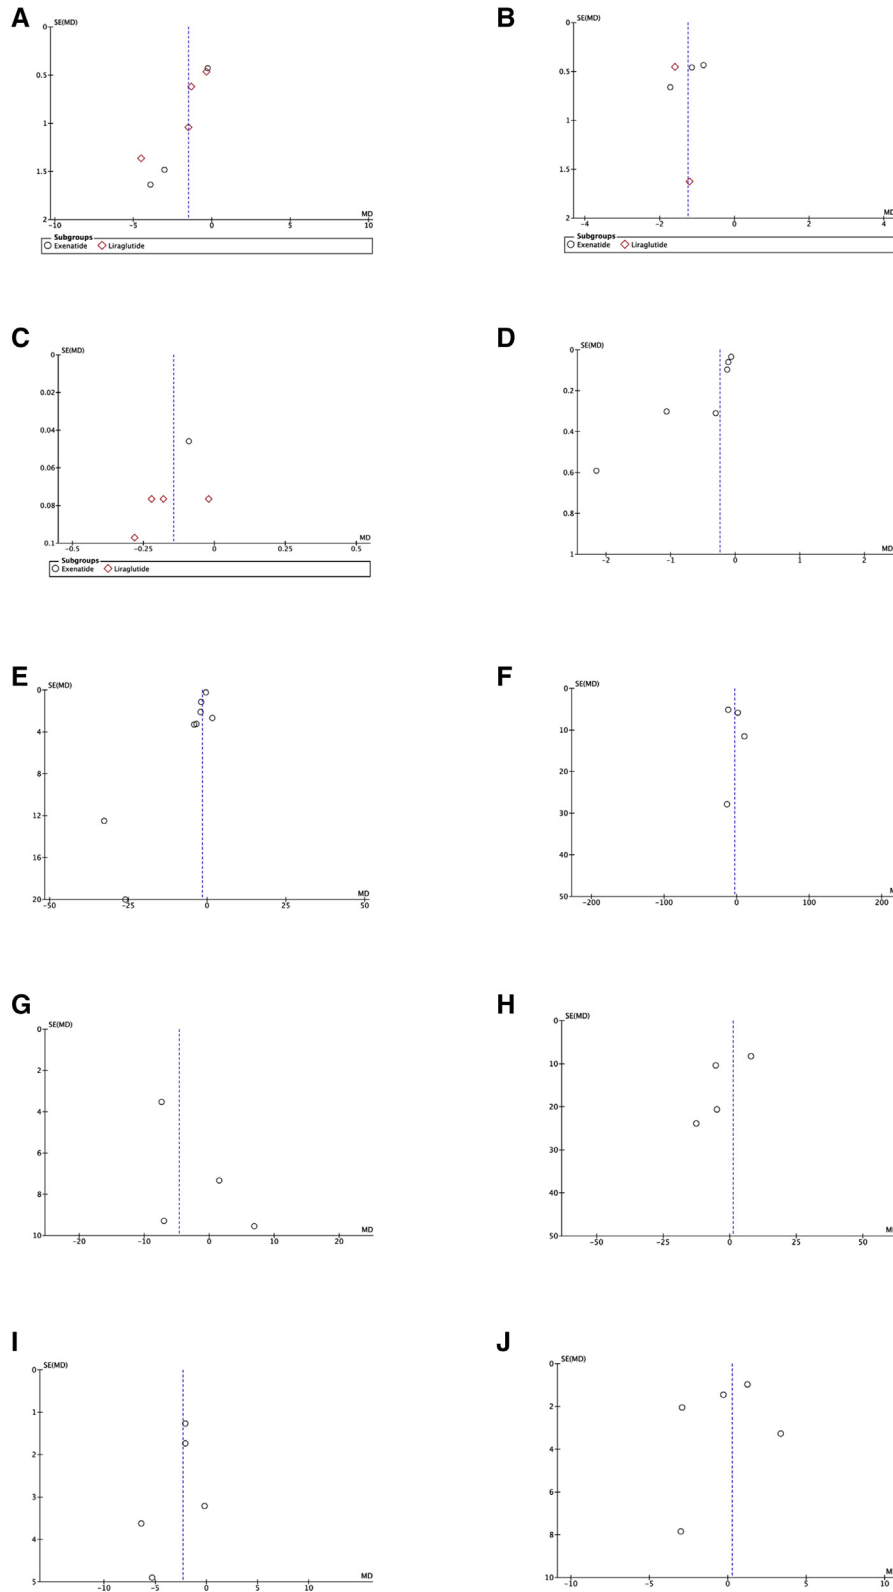 A
SE(MD)
0
0.5
1
1.5
2
MD
−10 −5 0 5 10
Subgroups
Exenatide Liraglutide
B
SE(MD)
0
0.5
1
1.5
2
MD
−4 −2 0 2 4
Subgroups
Exenatide Liraglutide
C
SE(MD)
0
0.02
0.04
0.06
0.08
0.1
MD
−0.5 −0.25 0 0.25 0.5
Subgroups
Exenatide Liraglutide
D
SE(MD)
0
0.2
0.4
0.6
0.8
1
MD
−2 −1 0 1 2
E
SE(MD)
0
4
8
12
16
20
MD
−50 −25 0 25 50
F
SE(MD)
0
10
20
30
40
50
−200 −100 0 100 200
G
SE(MD)
0
2
4
6
8
10
MD
−20 −10 0 10 20
H
SE(MD)
0
10
20
30
40
50
−50 −25 0 25 50
I
SE(MD)
0
1
2
3
4
5
MD
−10 −5 0 5 10
J
SE(MD)
0
2
4
6
8
10
MD
−10 −5 0 5 10